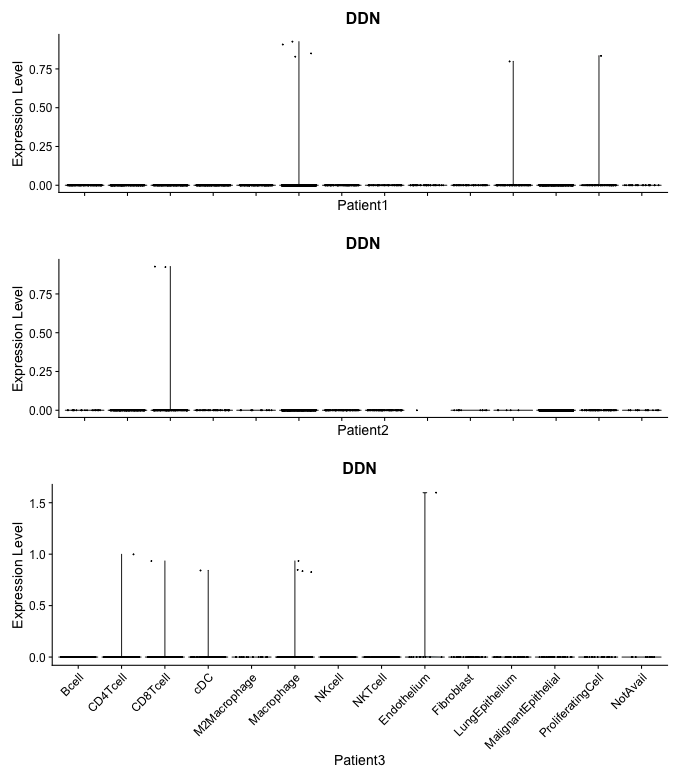 DDN
Expression Level
0.75
0.50
0.25
0.00
Patient1
DDN
Expression Level
0.75
0.50
0.25
0.00
Patient2
DDN
Expression Level
1.5
1.0
0.5
0.0
Bcell
CD4Tcell
CD8Tcell
cDC
M2Macrophage
Macrophage
NKcell
NKTcell
Endothelium
Fibroblast
LungEpithelium
MalignantEpithelial
ProliferatingCell
NotAvail
Patient3